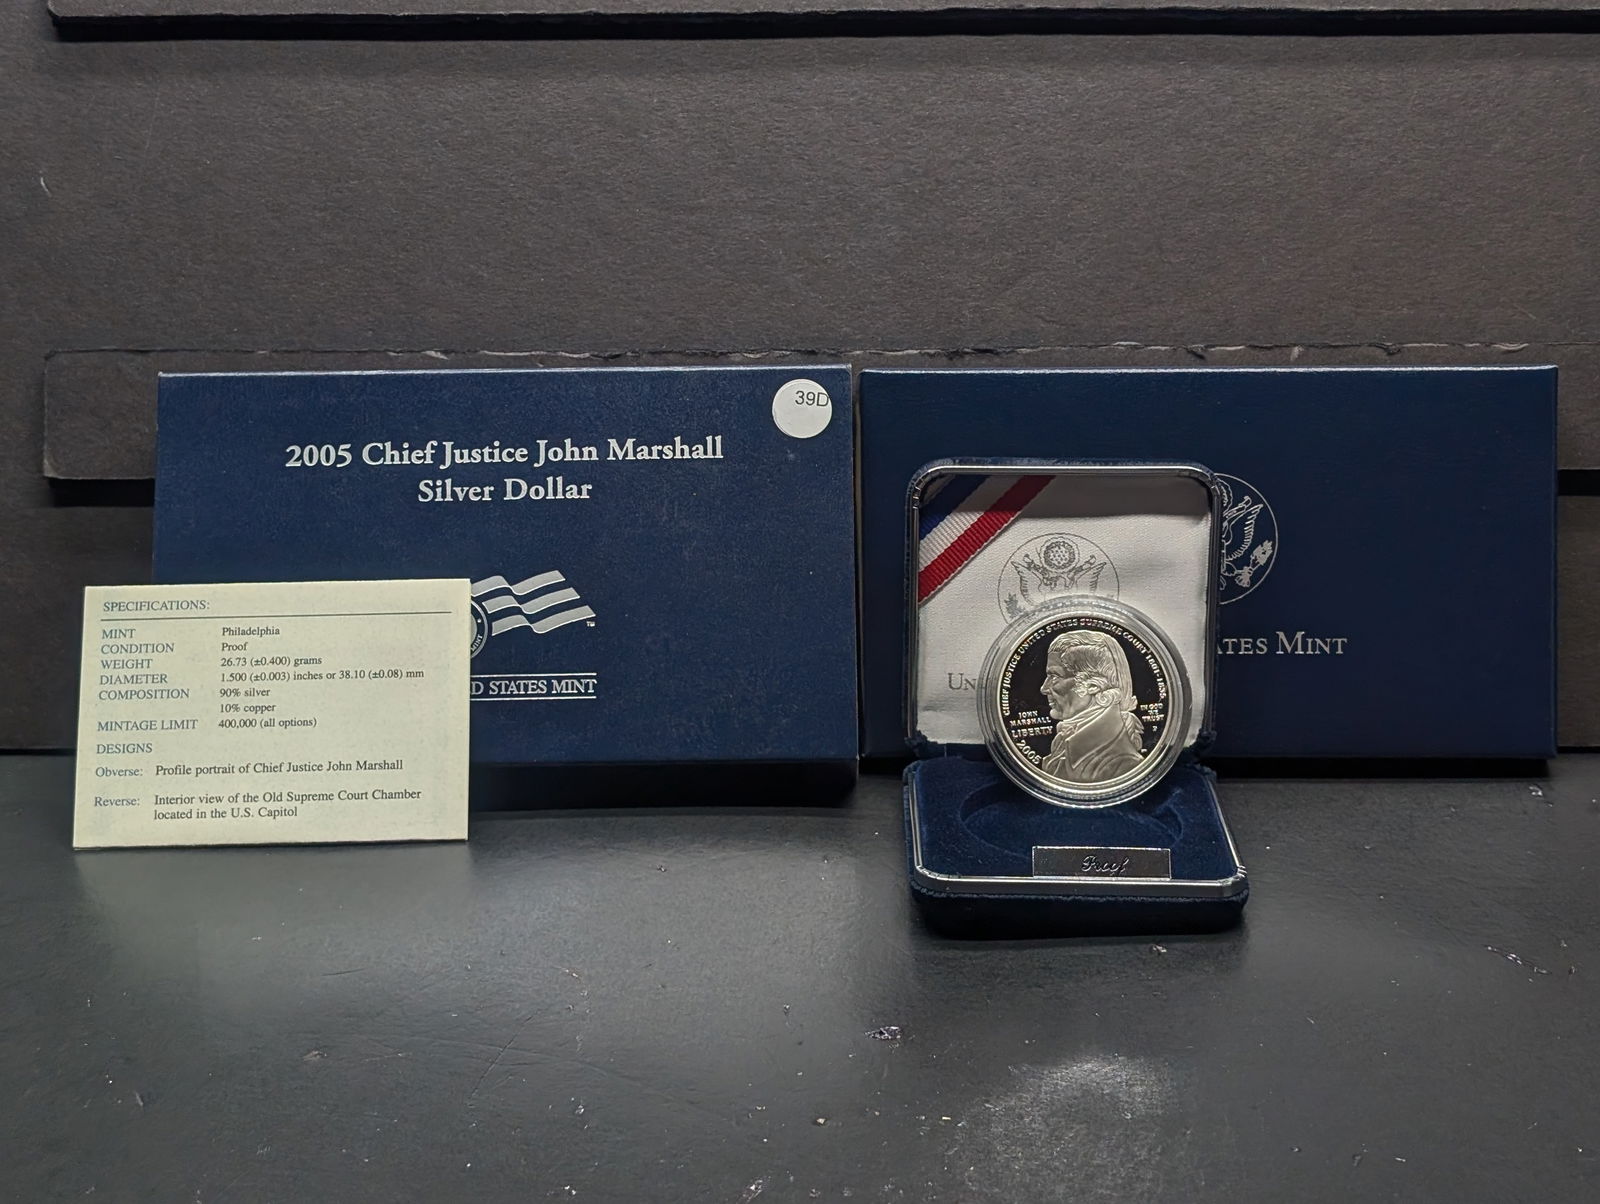 39D
2005 Chief Justice John Marshall
Silver Dollar
TM
D STATES MINT
SPECIFICATIONS:
MINT Philadelphia
CONDITION Proof
WEIGHT 26.73 (±0.400) grams
DIAMETER 1.500 (±0.003) inches or 38.10 (±0.08) mm
COMPOSITION 90% silver
10% copper
MINTAGE LIMIT 400,000 (all options)
DESIGNS
Obverse: Profile portrait of Chief Justice John Marshall
Reverse: Interior view of the Old Supreme Court Chamber
located in the U.S. Capitol
ATES MINT
UN
CHIEF JUSTICE UNITED STATES SUPREME COURT 1801-1835
JOHN
MARSHALL
LIBERTY
2005
IN GOD
WE
TRUST
P
Proof